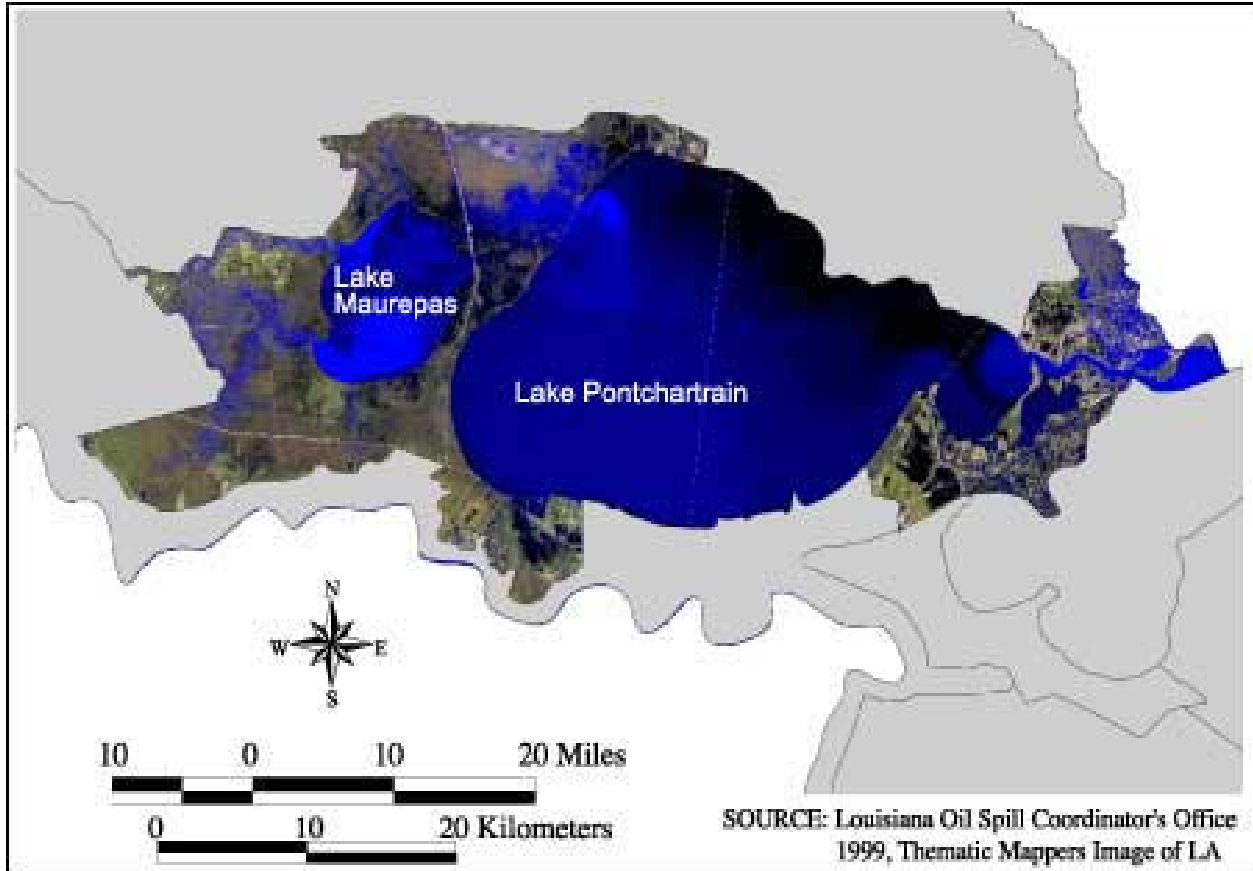 Lake
Maurepas
Lake Pontchartrain
N
W E
S
10 0 10 20 Miles
0 10 20 Kilometers
SOURCE: Louisiana Oil Spill Coordinator's Office
1999, Thematic Mappers Image of LA